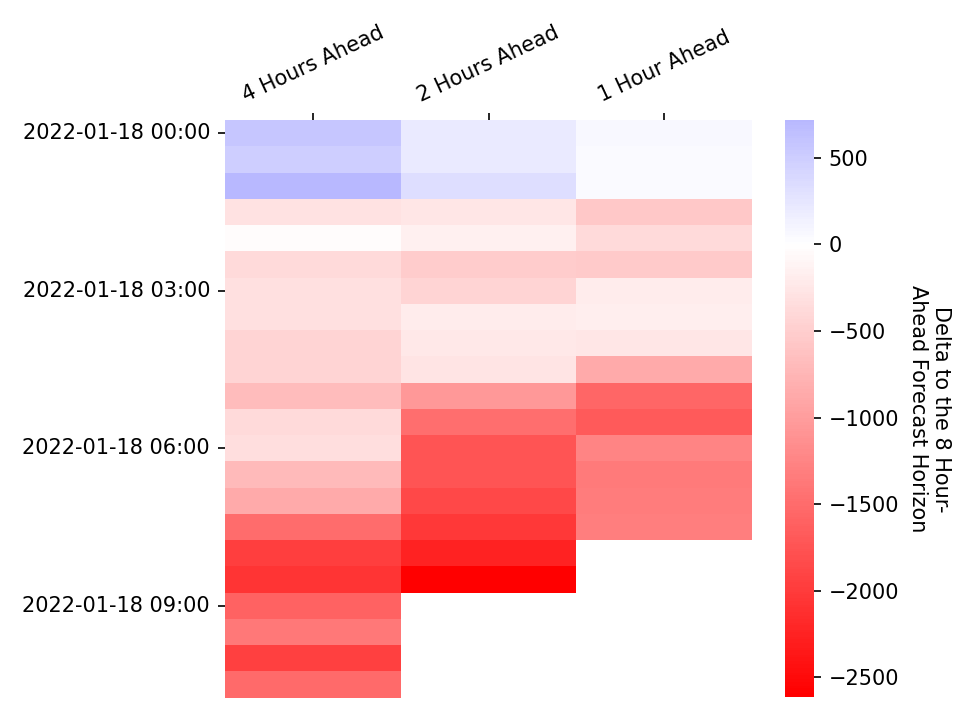 4 Hours Ahead
2 Hours Ahead
1 Hour Ahead
2022-01-18 00:00
2022-01-18 03:00
2022-01-18 06:00
2022-01-18 09:00
500
0
−500
−1000
−1500
−2000
−2500
Delta to the 8 Hour-
Ahead Forecast Horizon